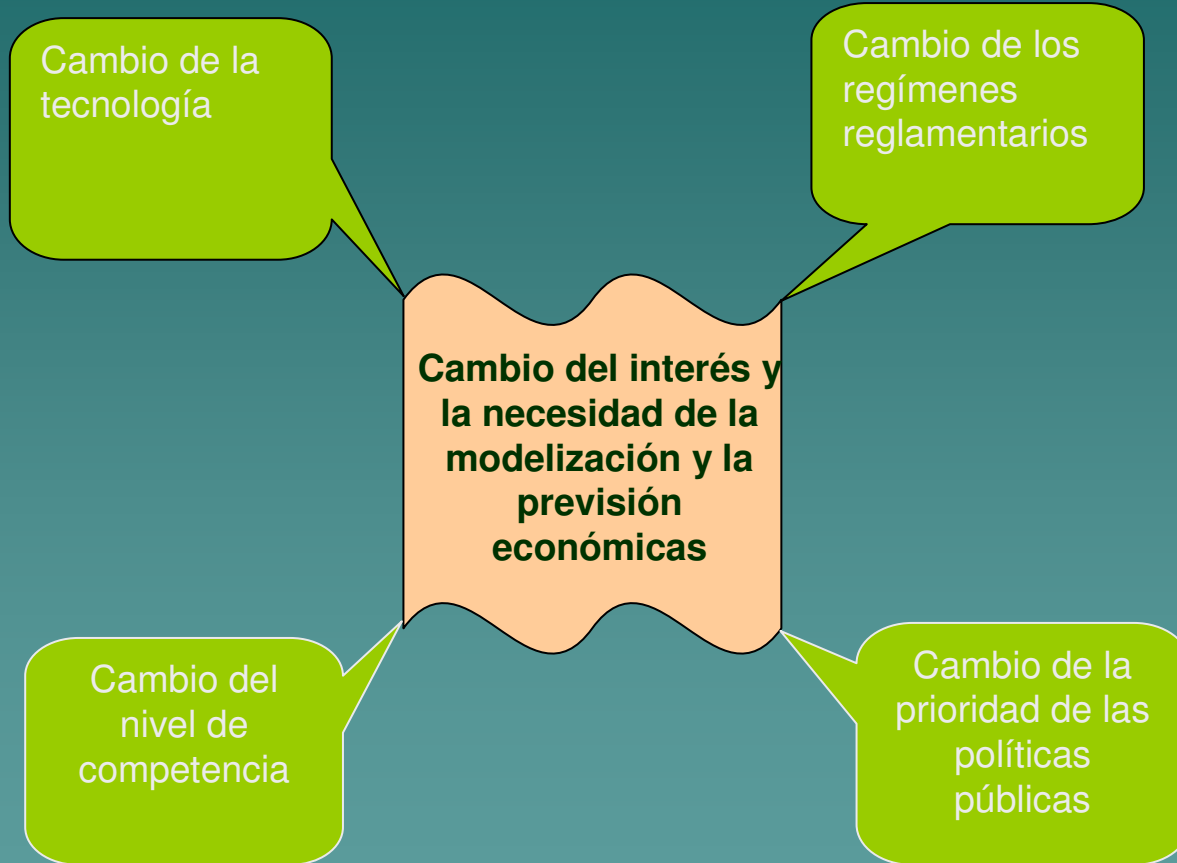 Cambio de la
tecnología
Cambio de los
regímenes
reglamentarios
Cambio del interés y
la necesidad de la
modelización y la
previsión
económicas
Cambio del
nivel de
competencia
Cambio de la
prioridad de las
políticas
públicas